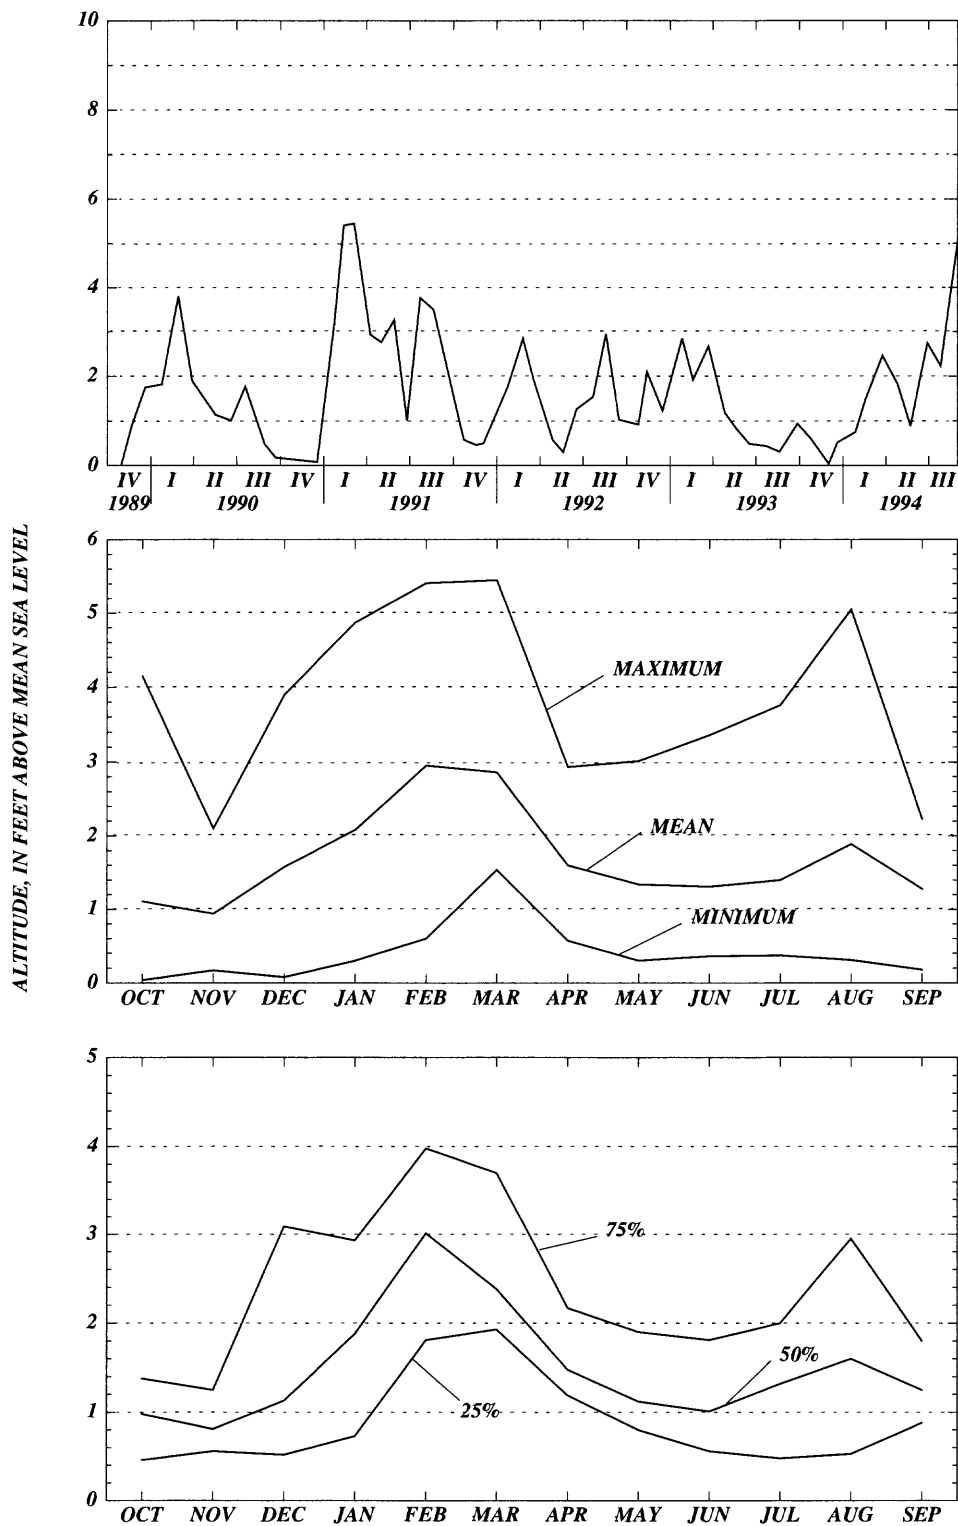 ALTITUDE, IN FEET ABOVE MEAN SEA LEVEL
10
8
6
4
2
0
IV I II III IV I II III IV I II III IV I II III IV I II III
1989 1990 1991 1992 1993 1994
6
5
4
3
2
1
0
MAXIMUM
MEAN
MINIMUM
OCT NOV DEC JAN FEB MAR APR MAY JUN JUL AUG SEP
5
4
3
2
1
0
75%
50%
25%
OCT NOV DEC JAN FEB MAR APR MAY JUN JUL AUG SEP